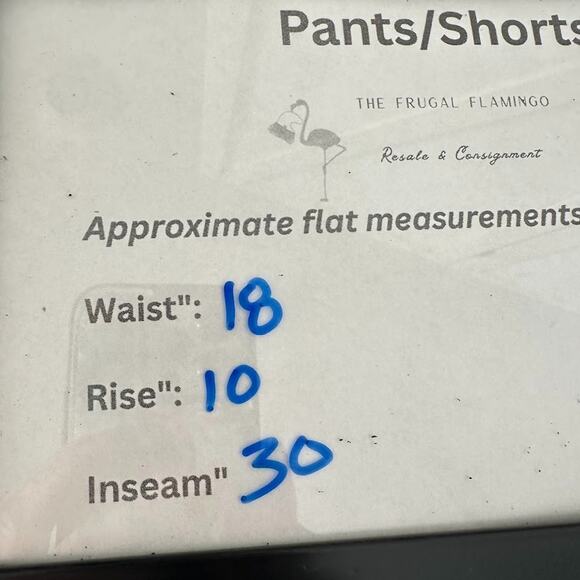 Pants/Shorts
THE FRUGAL FLAMINGO
Resale & Consignment
Approximate flat measurements
Waist": 18
Rise": 10
Inseam" 30